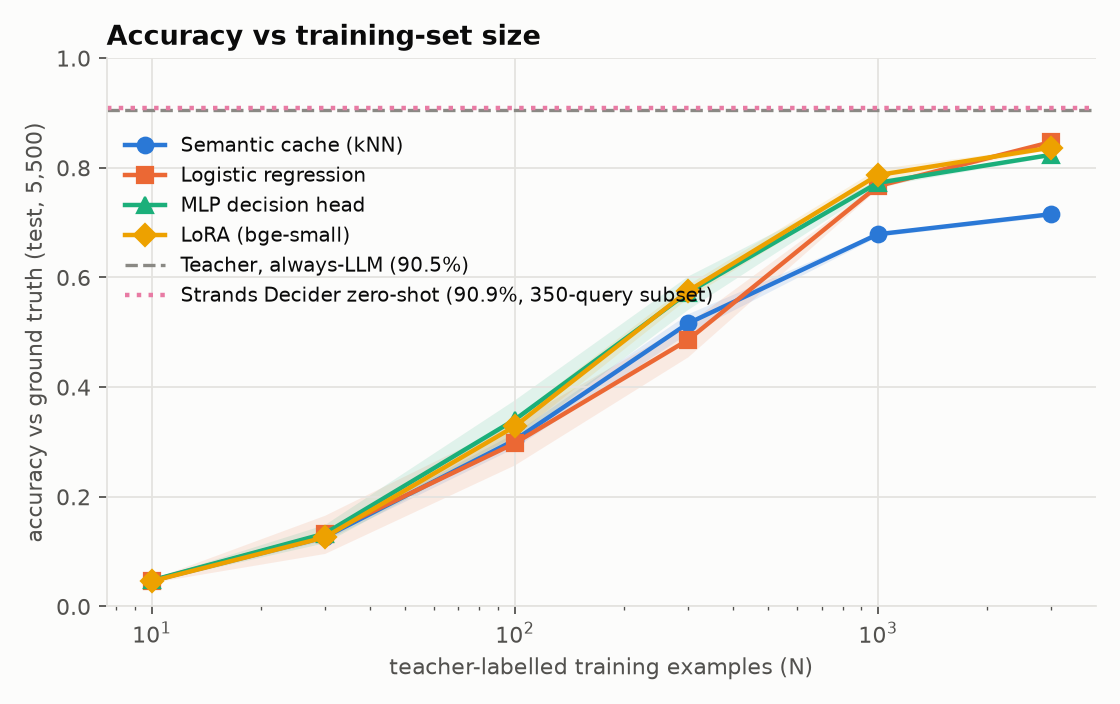 Accuracy vs training-set size
accuracy vs ground truth (test, 5,500)
1.0
0.8
0.6
0.4
0.2
0.0
Semantic cache (kNN)
Logistic regression
MLP decision head
LoRA (bge-small)
Teacher, always-LLM (90.5%)
Strands Decider zero-shot (90.9%, 350-query subset)
10¹
10²
10³
teacher-labelled training examples (N)